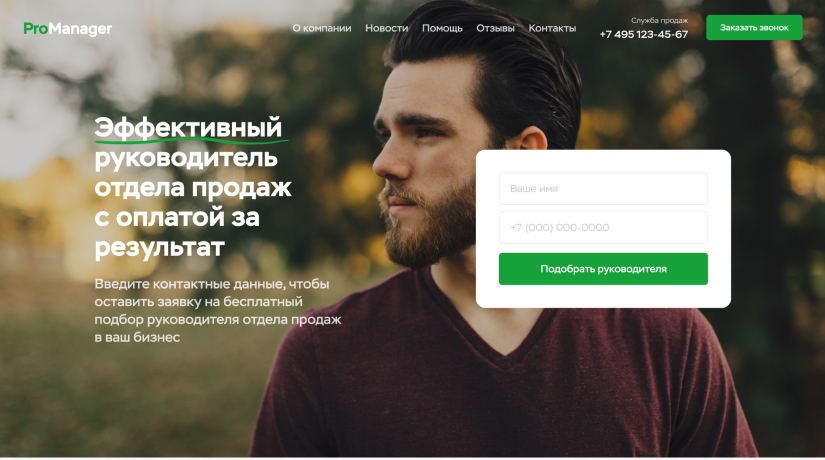 ProManager
О компании Новости Помощь Отзывы Контакты
Служба продаж
+7 495 123-45-67
Заказать звонок
Эффективный
руководитель
отдела продаж
с оплатой за
результат
Введите контактные данные, чтобы
оставить заявку на бесплатный
подбор руководителя отдела продаж
в ваш бизнес
Ваше имя
+7 (000) 000-0000
Подобрать руководителя